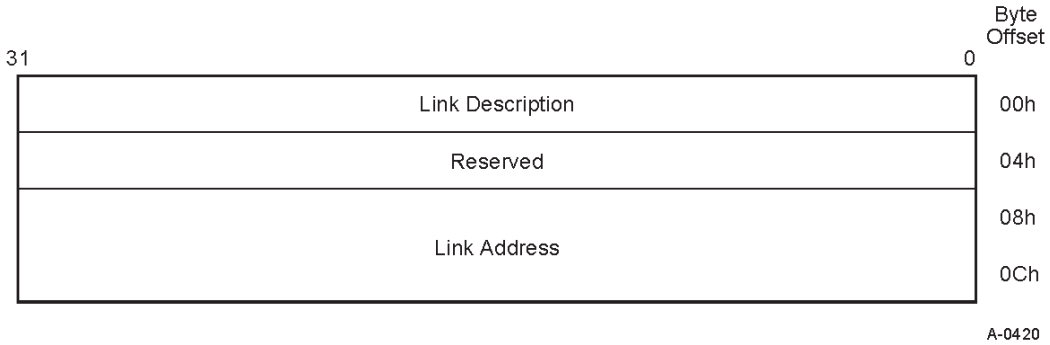 Byte
Offset
31 0
Link Description 00h
Reserved 04h
08h
Link Address
0Ch
A-0420